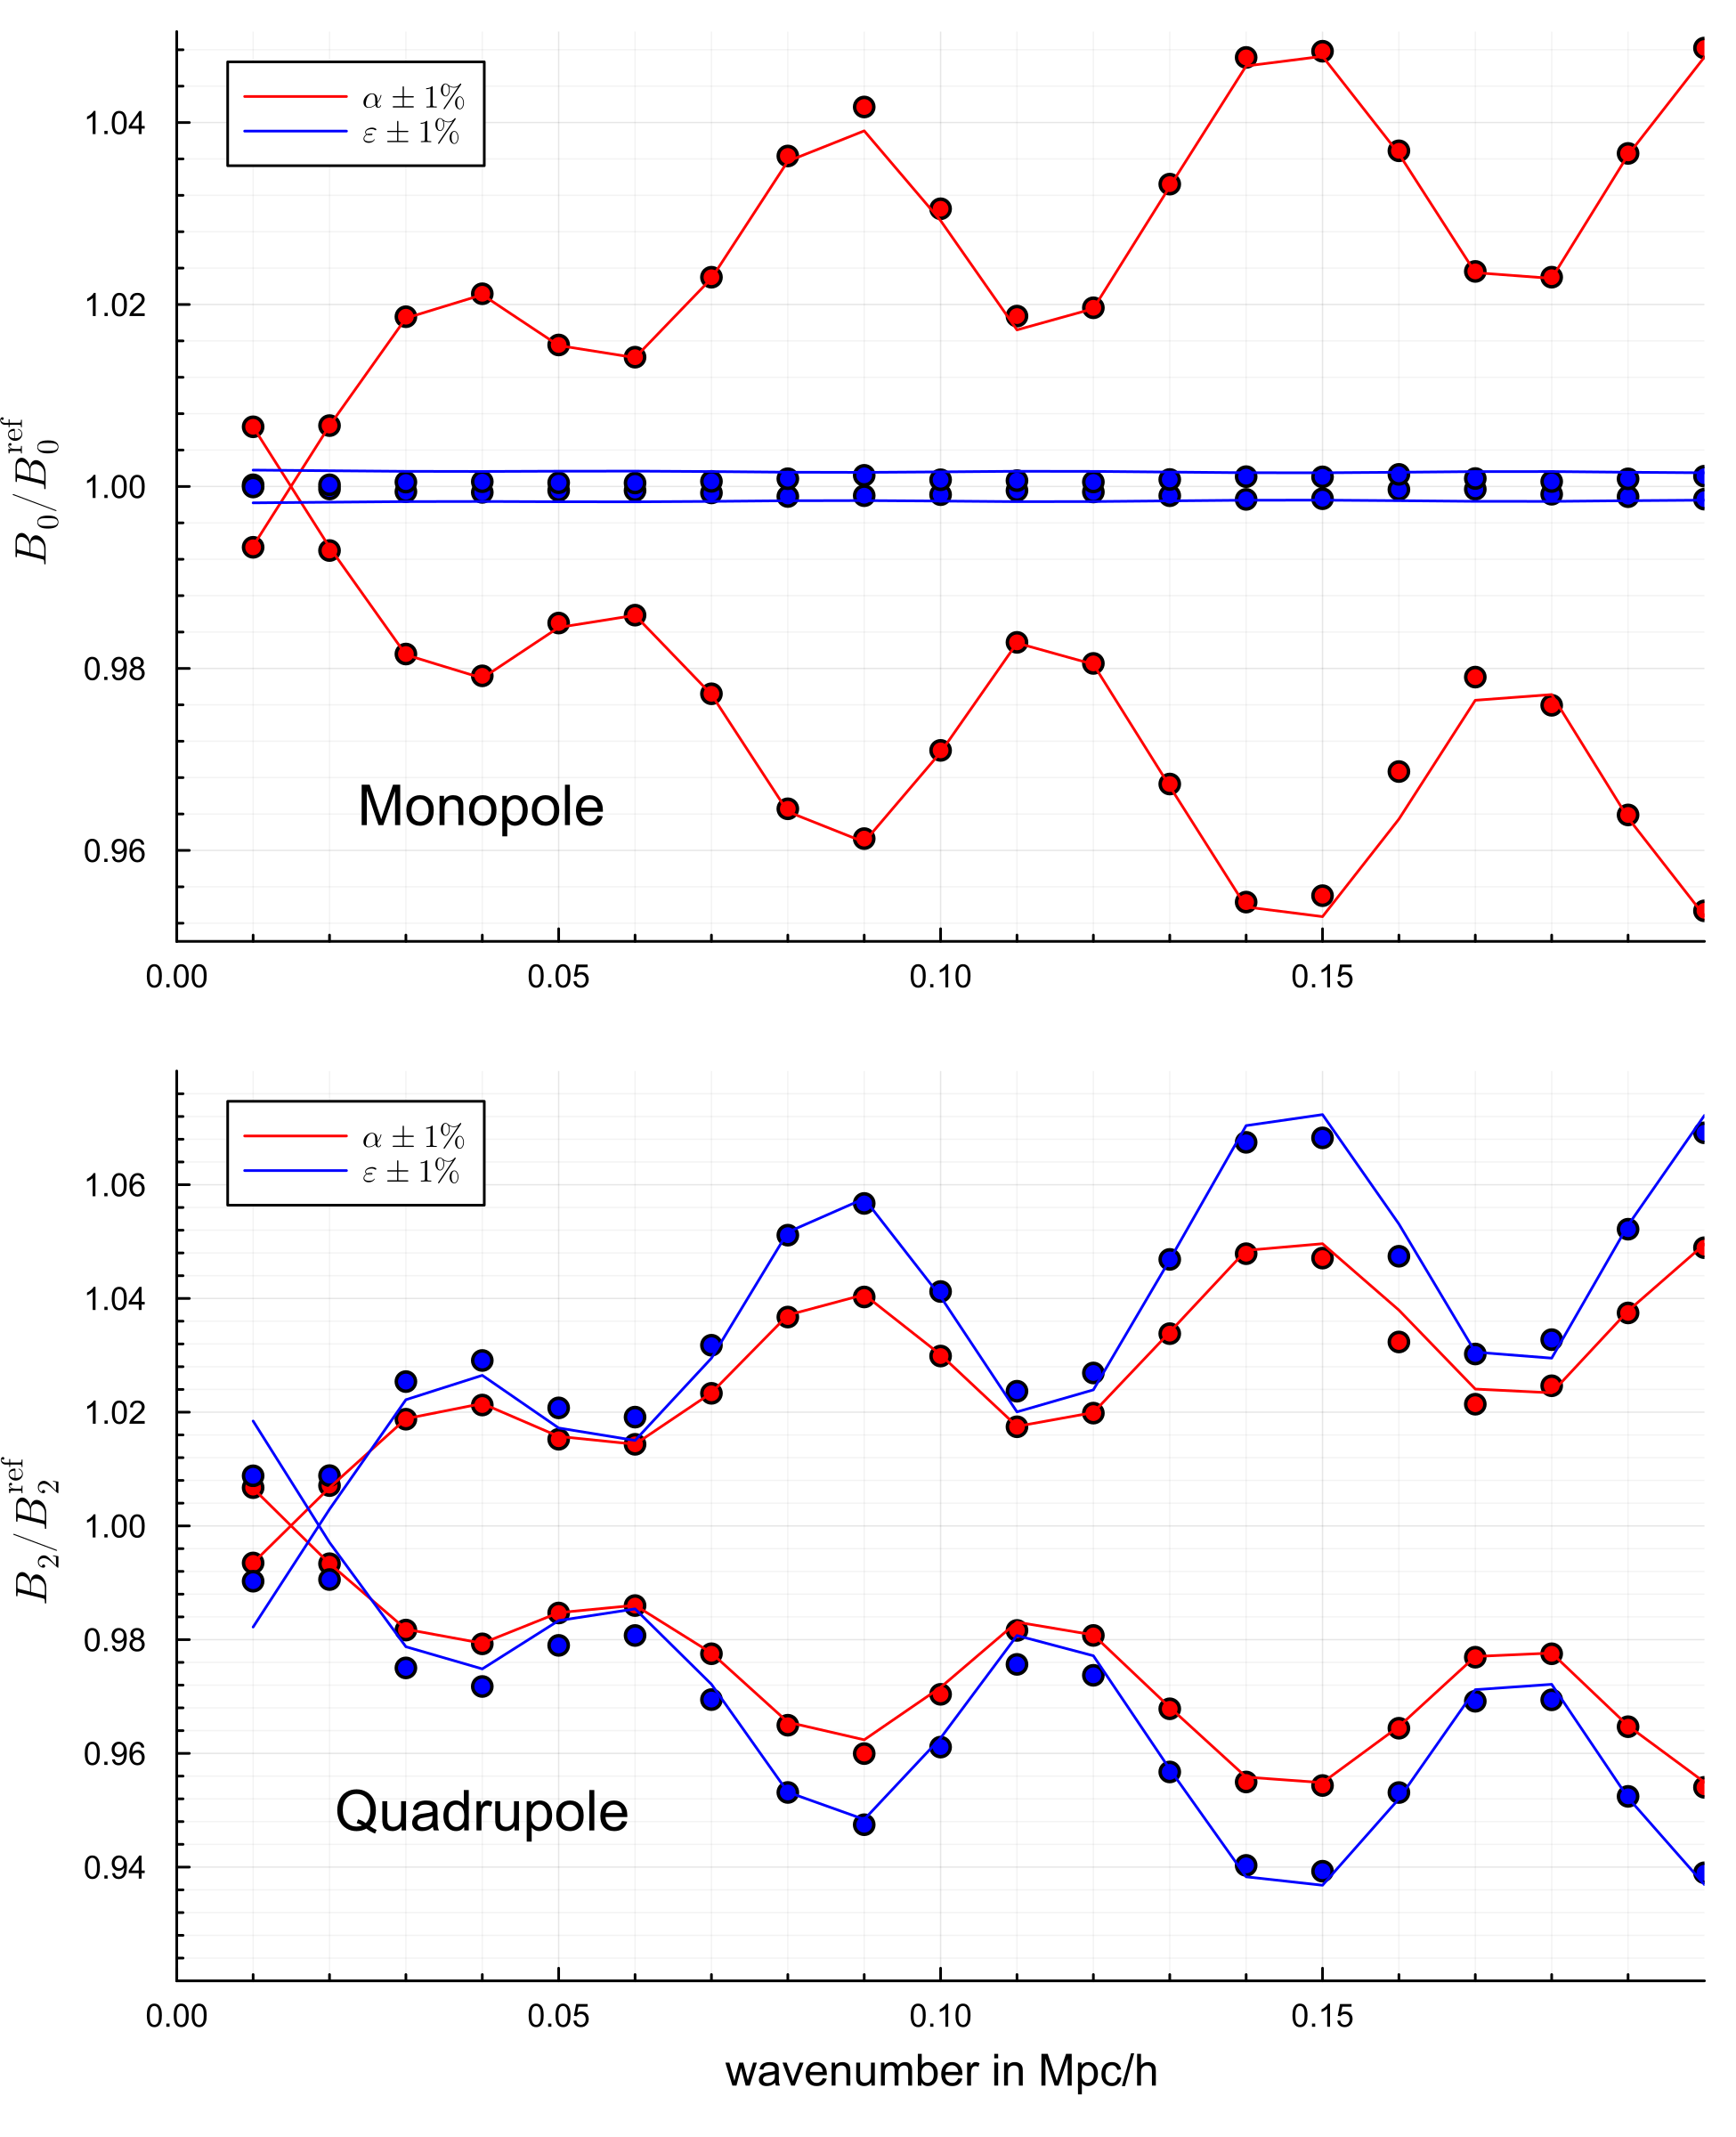 α ± 1%
ε ± 1%
1.04
1.02
1.00
0.98
0.96
B₀/B₀ʳᵉᶠ
Monopole
0.00 0.05 0.10 0.15
α ± 1%
ε ± 1%
1.06
1.04
1.02
1.00
0.98
0.96
0.94
B₂/B₂ʳᵉᶠ
Quadrupole
0.00 0.05 0.10 0.15
wavenumber in Mpc/h